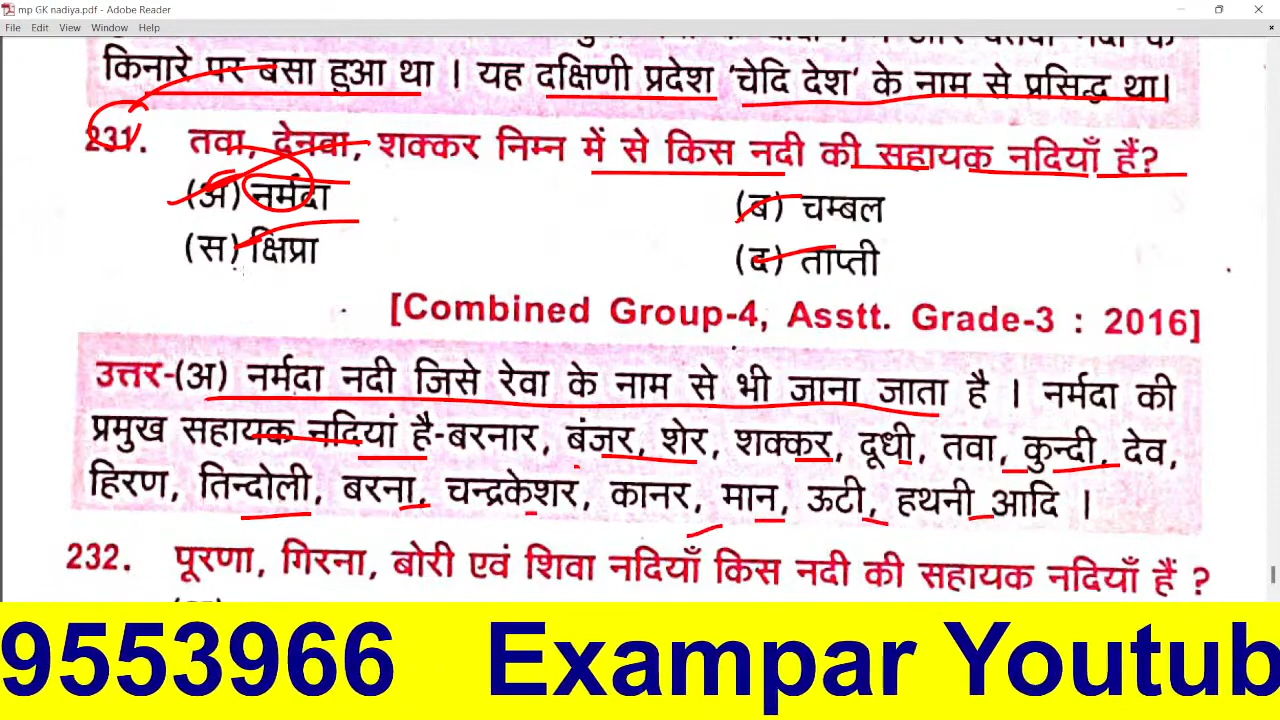 mp GK nadiya.pdf - Adobe Reader
File Edit View Window Help
किनारे पर बसा हुआ था । यह दक्षिणी प्रदेश ‘चेदि देश’ के नाम से प्रसिद्ध था।
231. तवा, देनवा, शक्कर निम्न में से किस नदी की सहायक नदियाँ हैं?
(अ) नर्मदा (ब) चम्बल
(स) क्षिप्रा (द) ताप्ती
[Combined Group-4, Asstt. Grade-3 : 2016]
उत्तर-(अ) नर्मदा नदी जिसे रेवा के नाम से भी जाना जाता है । नर्मदा की
प्रमुख सहायक नदियां है-बरनार, बंजर, शेर, शक्कर, दूधी, तवा, कुन्दी, देव,
हिरण, तिन्दोली, बरना, चन्द्रकेशर, कानर, मान, ऊटी, हथनी आदि ।
232. पूरणा, गिरना, बोरी एवं शिवा नदियाँ किस नदी की सहायक नदियाँ हैं ?
9553966 Exampar Youtub